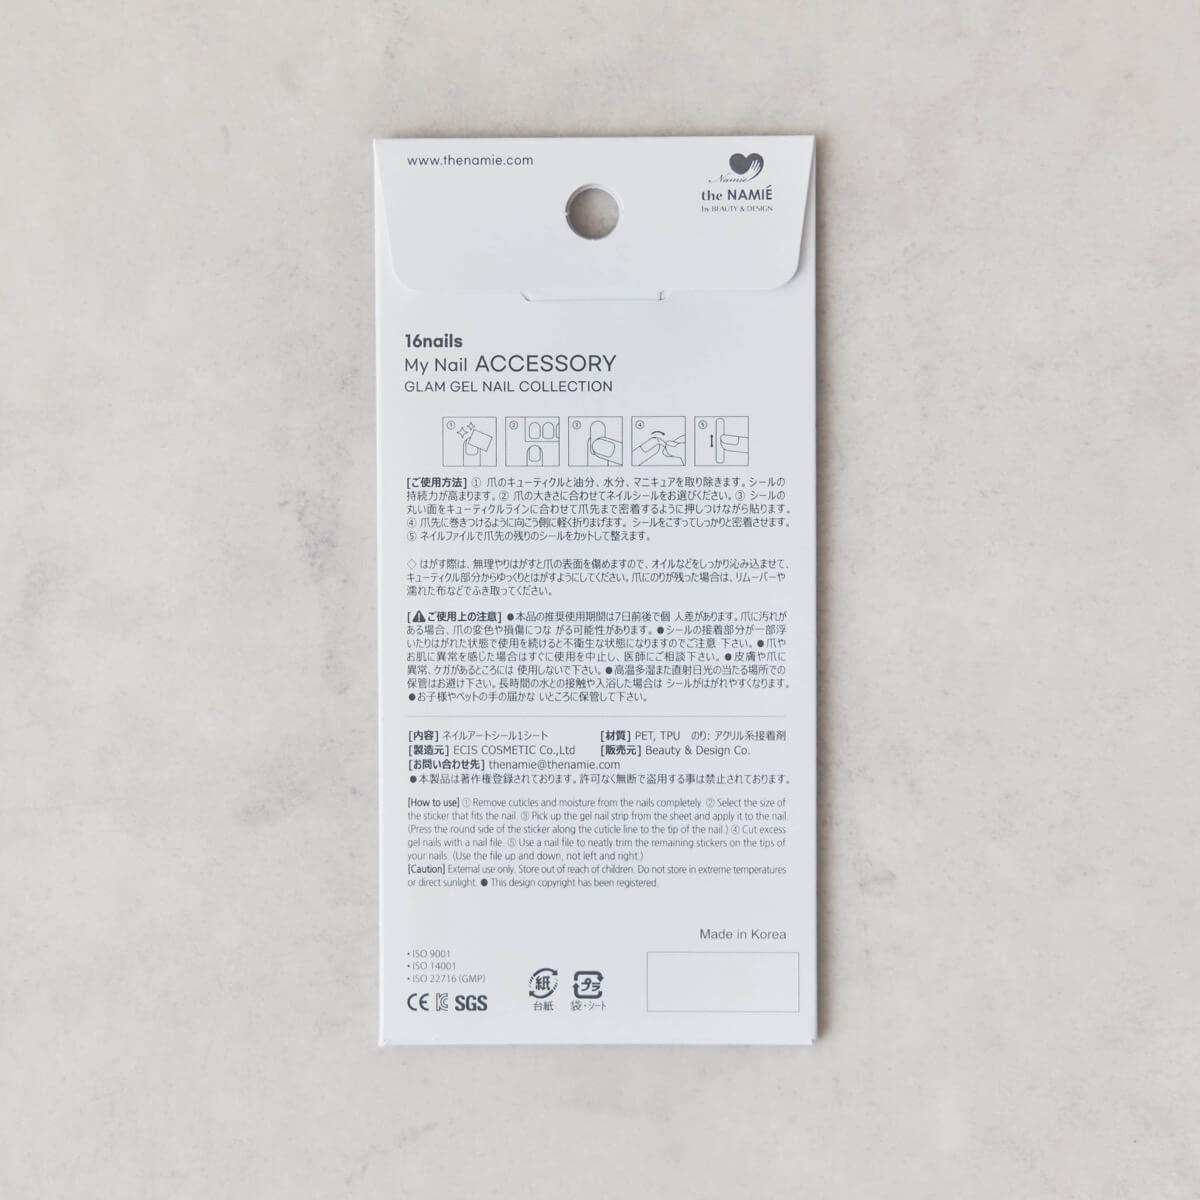 www.thenamie.com
Namie
the NAMIÉ
by BEAUTY & DESIGN
16nails
My Nail ACCESSORY
GLAM GEL NAIL COLLECTION
① ② ③ ④ ⑤
[ご使用方法] ① 爪のキューティクルと油分、水分、マニキュアを取り除きます。シールの
持続力が高まります。② 爪の大きさに合わせてネイルシールをお選びください。③ シールの
丸い面をキューティクルラインに合わせて爪先まで密着するように押しつけながら貼ります。
④ 爪先に巻きつけるように向こう側に軽く折りまげます。シールをこすってしっかりと密着させます。
⑤ ネイルファイルで爪先の残りのシールをカットして整えます。
◇ はがす際は、無理やりはがすと爪の表面を傷めますので、オイルなどをしっかり沁み込ませて、
キューティクル部分からゆっくりとはがすようにしてください。爪にのりが残った場合は、リムーバーや
濡れた布などでふき取ってください。
[⚠ご使用上の注意] ●本品の推奨使用期間は7日前後で個 人差があります。爪に汚れが
ある場合、爪の変色や損傷につな がる可能性があります。●シールの接着部分が一部浮
いたりはがれた状態で使用を続けると不衛生な状態になりますのでご注意 下さい。●爪や
お肌に異常を感じた場合はすぐに使用を中止し、医師にご相談下さい。●皮膚や爪に
異常、ケガがあるところには 使用しないで下さい。●高温多湿また直射日光の当たる場所での
保管はお避け下さい。長時間の水との接触や入浴した場合は シールがはがれやすくなります。
●お子様やペットの手の届かな いところに保管して下さい。
[内容] ネイルアートシール1シート [材質] PET, TPU のり: アクリル系接着剤
[製造元] ECIS COSMETIC Co.,Ltd [販売元] Beauty & Design Co.
[お問い合わせ先] thenamie@thenamie.com
●本製品は著作権登録されております。許可なく無断で盗用する事は禁止されております。
[How to use] ① Remove cuticles and moisture from the nails completely. ② Select the size of
the sticker that fits the nail. ③ Pick up the gel nail strip from the sheet and apply it to the nail.
(Press the round side of the sticker along the cuticle line to the tip of the nail.) ④ Cut excess
gel nails with a nail file. ⑤ Use a nail file to neatly trim the remaining stickers on the tips of
your nails. (Use the file up and down, not left and right.)
[Caution] External use only. Store out of reach of children. Do not store in extreme temperatures
or direct sunlight. ● This design copyright has been registered.
Made in Korea
• ISO 9001
• ISO 14001
• ISO 22716 (GMP)
CE KC SGS
紙 プラ
台紙 袋・シート